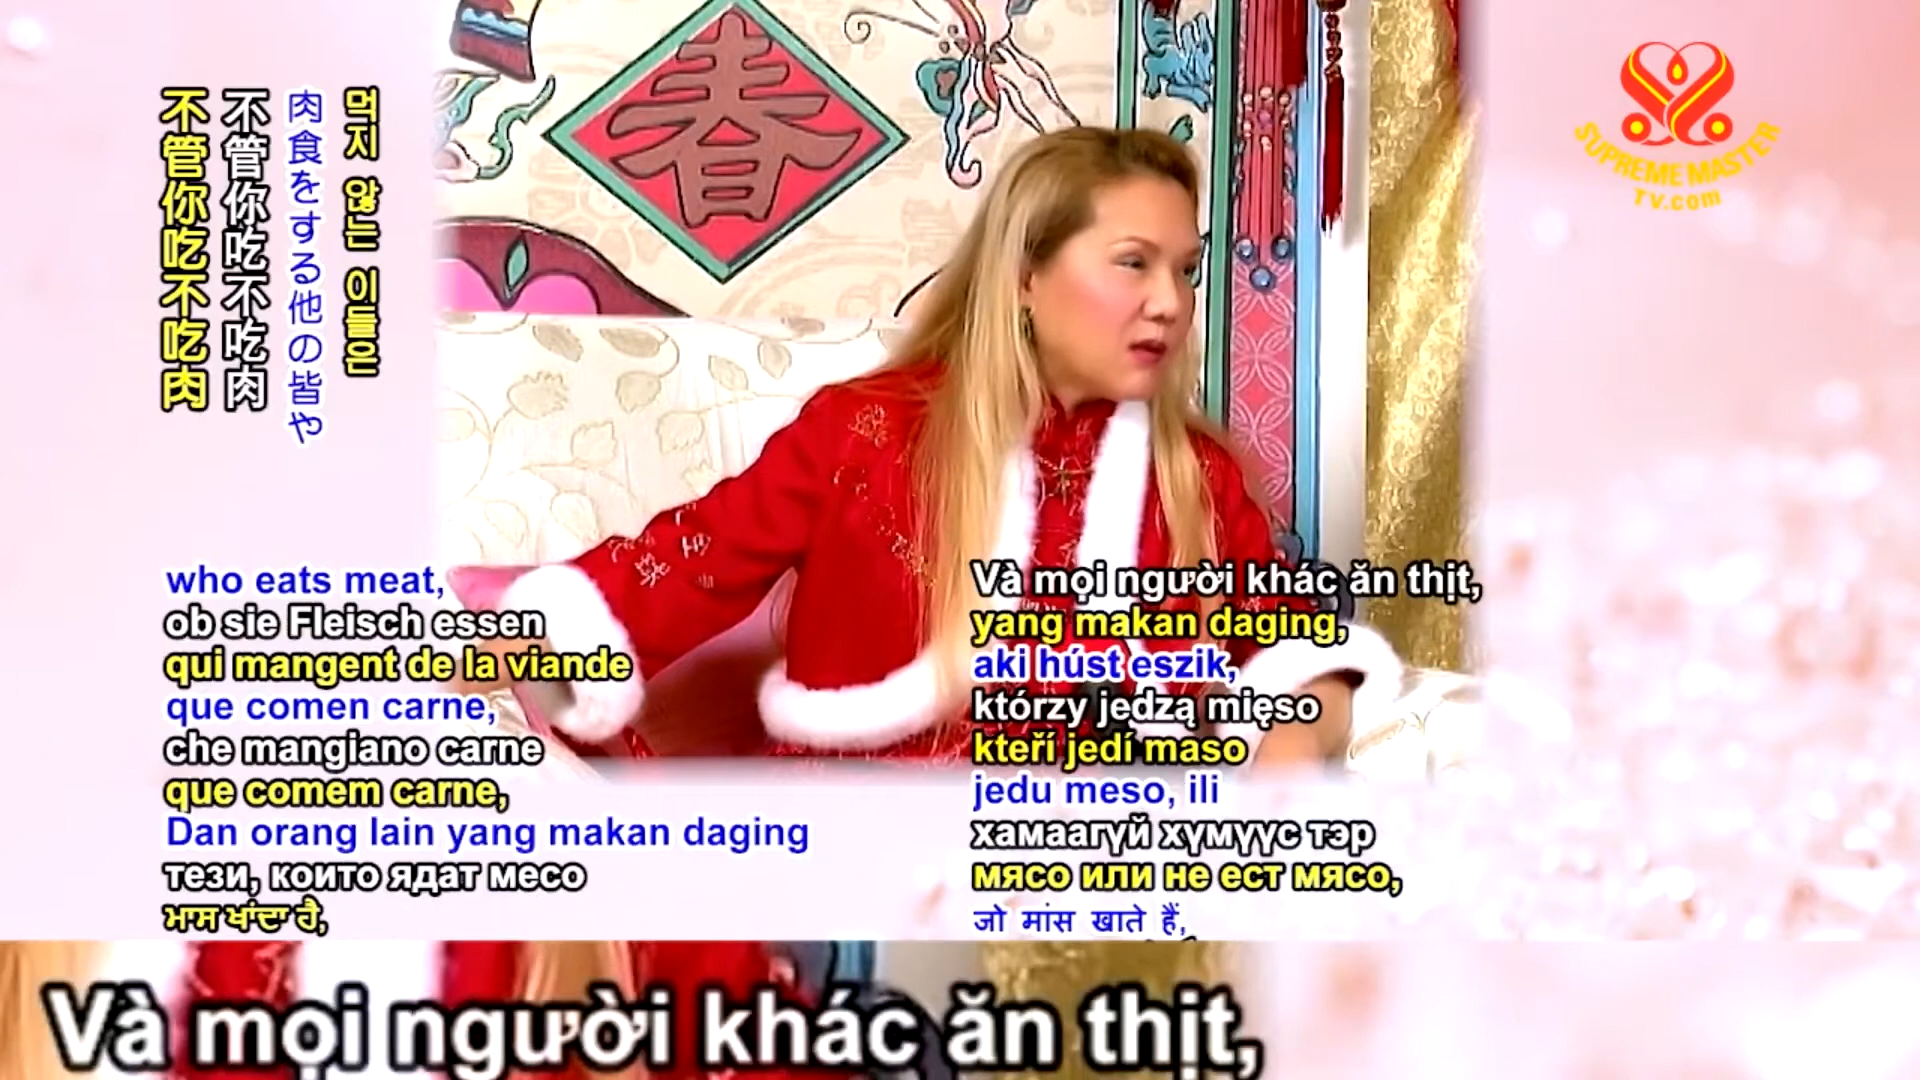 不管你吃不吃肉
不管你吃不吃肉
肉食をする他の皆や
먹지 않는 이들은
春
SUPREME MASTER
TV.com
who eats meat,
ob sie Fleisch essen
qui mangent de la viande
que comen carne,
che mangiano carne
que comem carne,
Dan orang lain yang makan daging
тези, които ядат месо
ਮਾਸ ਖਾਂਦਾ ਹੈ,
Và mọi người khác ăn thịt,
yang makan daging,
aki húst eszik,
którzy jedzą mięso
kteří jedí maso
jedu meso, ili
хамаагүй хүмүүс тэр
мясо или не ест мясо,
जो मांस खाते हैं,
Và mọi người khác ăn thịt,